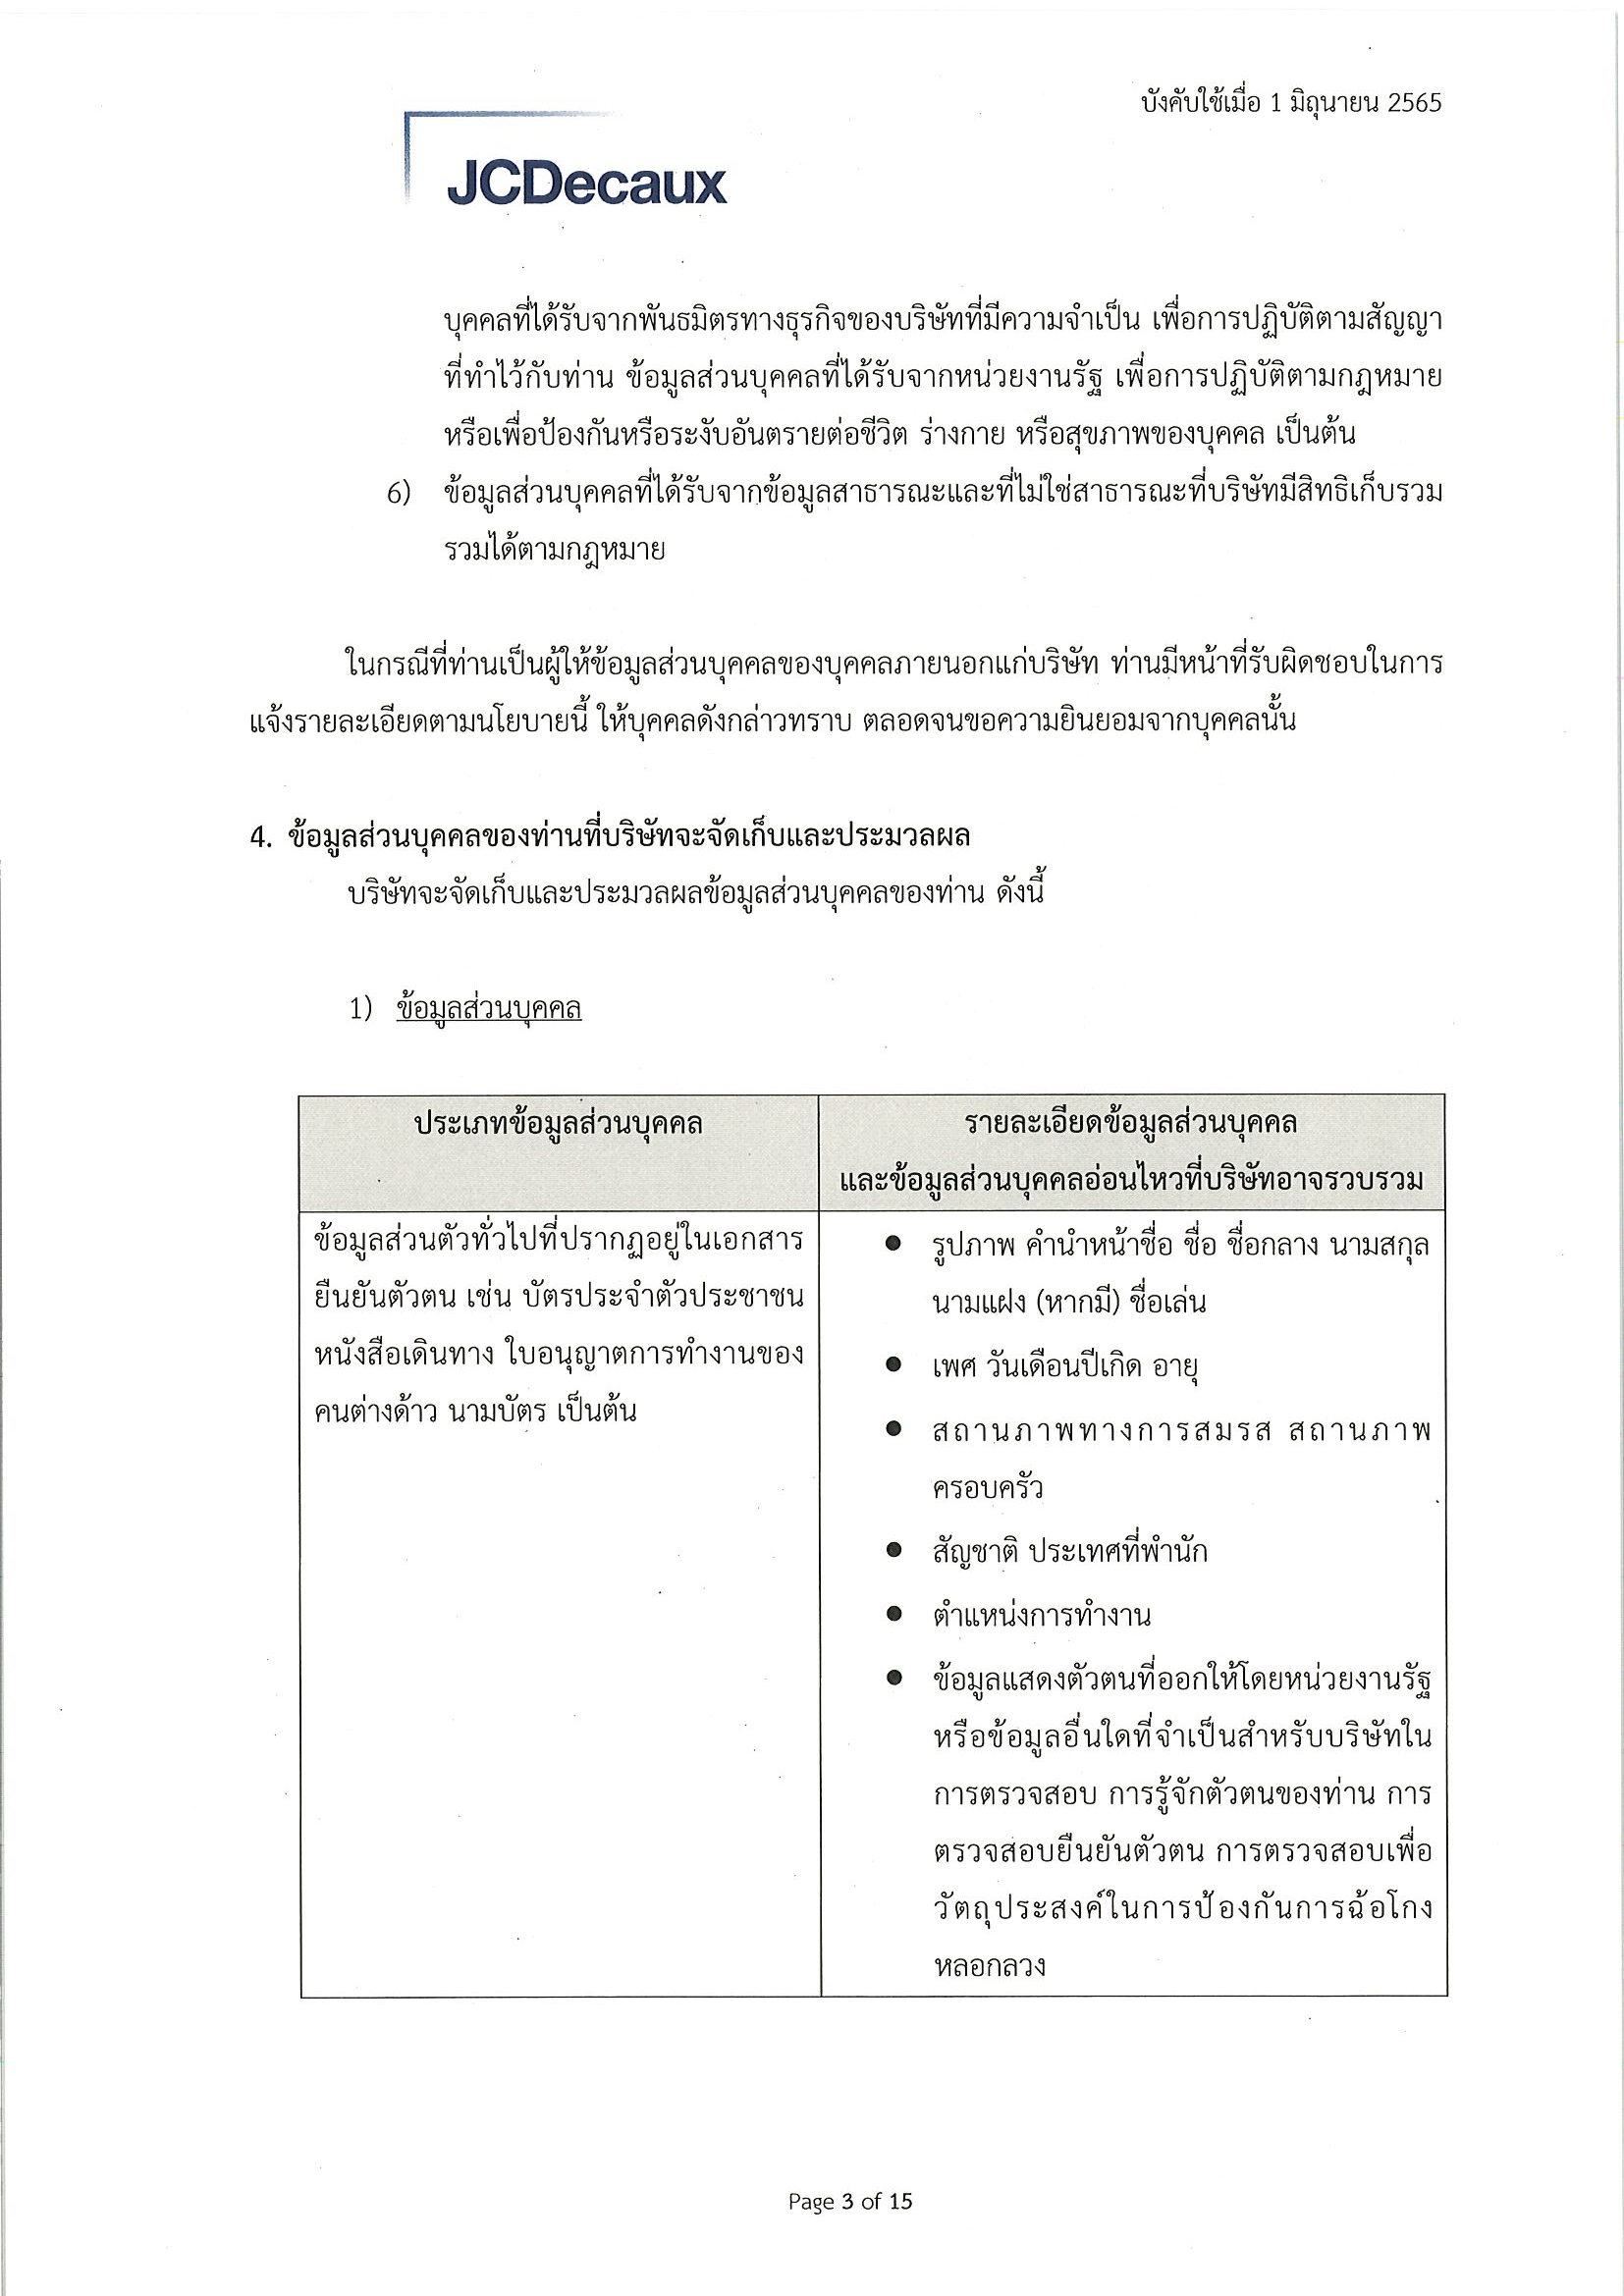 บังคับใช้เมื่อ 1 มิถุนายน 2565
JCDecaux
บุคคลที่ได้รับจากพันธมิตรทางธุรกิจของบริษัทที่มีความจำเป็น เพื่อการปฏิบัติตามสัญญา
ที่ทำไว้กับท่าน ข้อมูลส่วนบุคคลที่ได้รับจากหน่วยงานรัฐ เพื่อการปฏิบัติตามกฎหมาย
หรือเพื่อป้องกันหรือระงับอันตรายต่อชีวิต ร่างกาย หรือสุขภาพของบุคคล เป็นต้น
6) ข้อมูลส่วนบุคคลที่ได้รับจากข้อมูลสาธารณะและที่ไม่ใช่สาธารณะที่บริษัทมีสิทธิเก็บรวม
รวมได้ตามกฎหมาย
ในกรณีที่ท่านเป็นผู้ให้ข้อมูลส่วนบุคคลของบุคคลภายนอกแก่บริษัท ท่านมีหน้าที่รับผิดชอบในการ
แจ้งรายละเอียดตามนโยบายนี้ ให้บุคคลดังกล่าวทราบ ตลอดจนขอความยินยอมจากบุคคลนั้น
4. ข้อมูลส่วนบุคคลของท่านที่บริษัทจะจัดเก็บและประมวลผล
บริษัทจะจัดเก็บและประมวลผลข้อมูลส่วนบุคคลของท่าน ดังนี้
1) ข้อมูลส่วนบุคคล
ประเภทข้อมูลส่วนบุคคล
รายละเอียดข้อมูลส่วนบุคคล
และข้อมูลส่วนบุคคลอ่อนไหวที่บริษัทอาจรวบรวม
ข้อมูลส่วนตัวทั่วไปที่ปรากฏอยู่ในเอกสาร
ยืนยันตัวตน เช่น บัตรประจำตัวประชาชน
หนังสือเดินทาง ใบอนุญาตการทำงานของ
คนต่างด้าว นามบัตร เป็นต้น
● รูปภาพ คำนำหน้าชื่อ ชื่อ ชื่อกลาง นามสกุล
นามแฝง (หากมี) ชื่อเล่น
● เพศ วันเดือนปีเกิด อายุ
● สถานภาพทางการสมรส สถานภาพ
ครอบครัว
● สัญชาติ ประเทศที่พำนัก
● ตำแหน่งการทำงาน
● ข้อมูลแสดงตัวตนที่ออกให้โดยหน่วยงานรัฐ
หรือข้อมูลอื่นใดที่จำเป็นสำหรับบริษัทใน
การตรวจสอบ การรู้จักตัวตนของท่าน การ
ตรวจสอบยืนยันตัวตน การตรวจสอบเพื่อ
วัตถุประสงค์ในการป้องกันการฉ้อโกง
หลอกลวง
Page 3 of 15